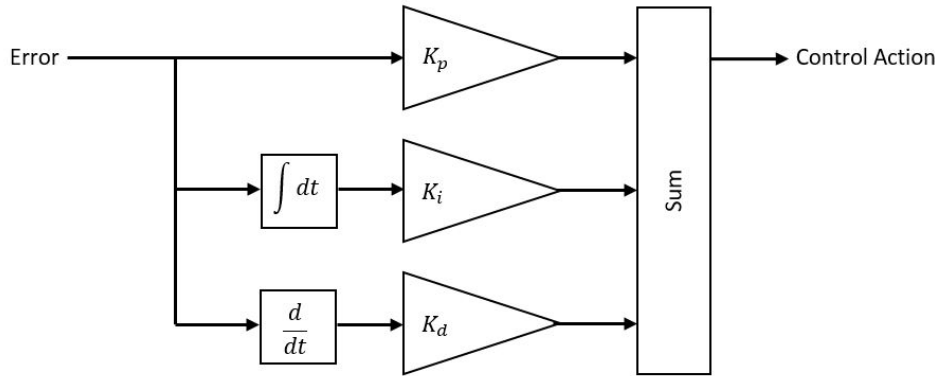 Error
K_p
Control Action
∫ dt
K_i
Sum
d/dt
K_d